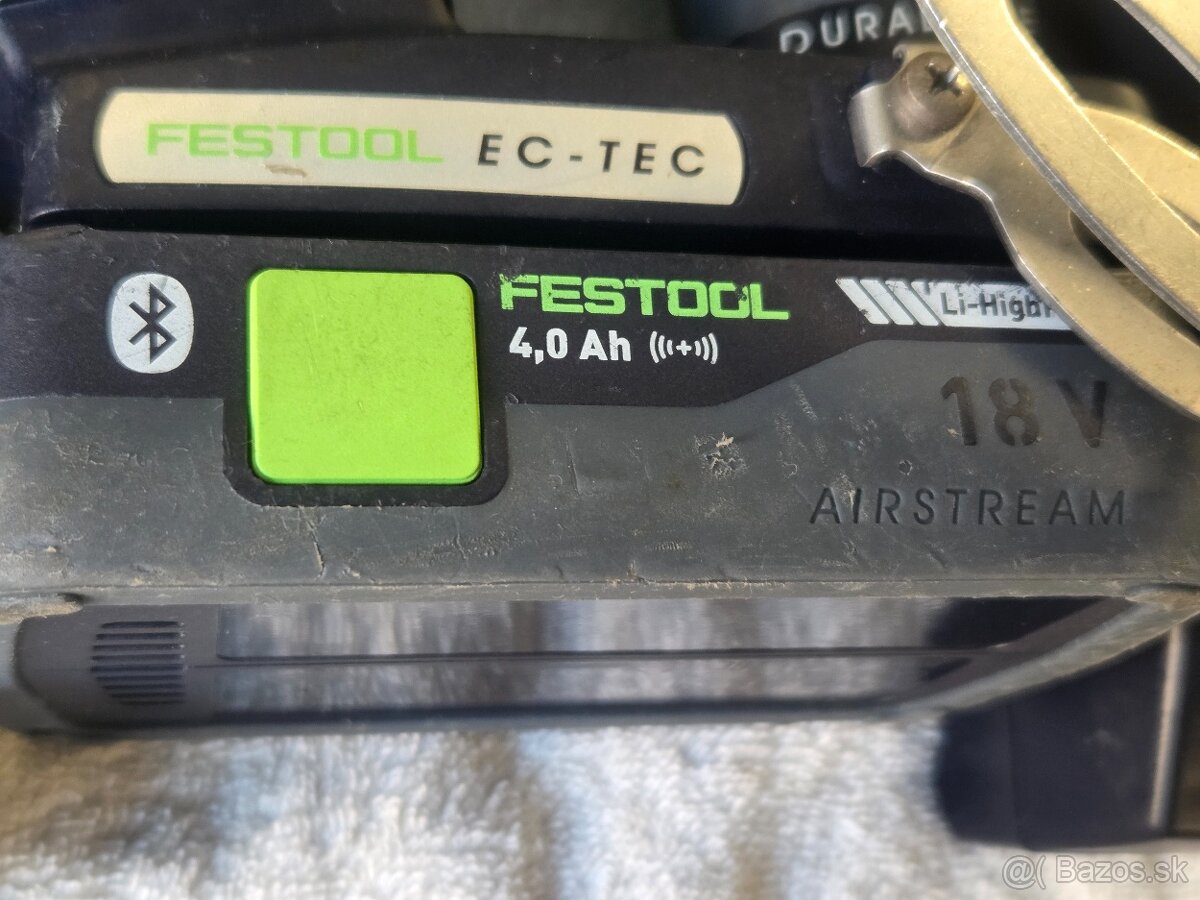 FESTOOL EC-TEC
FESTOOL
4,0 Ah
18 V
AIRSTREAM
@( Bazos.sk